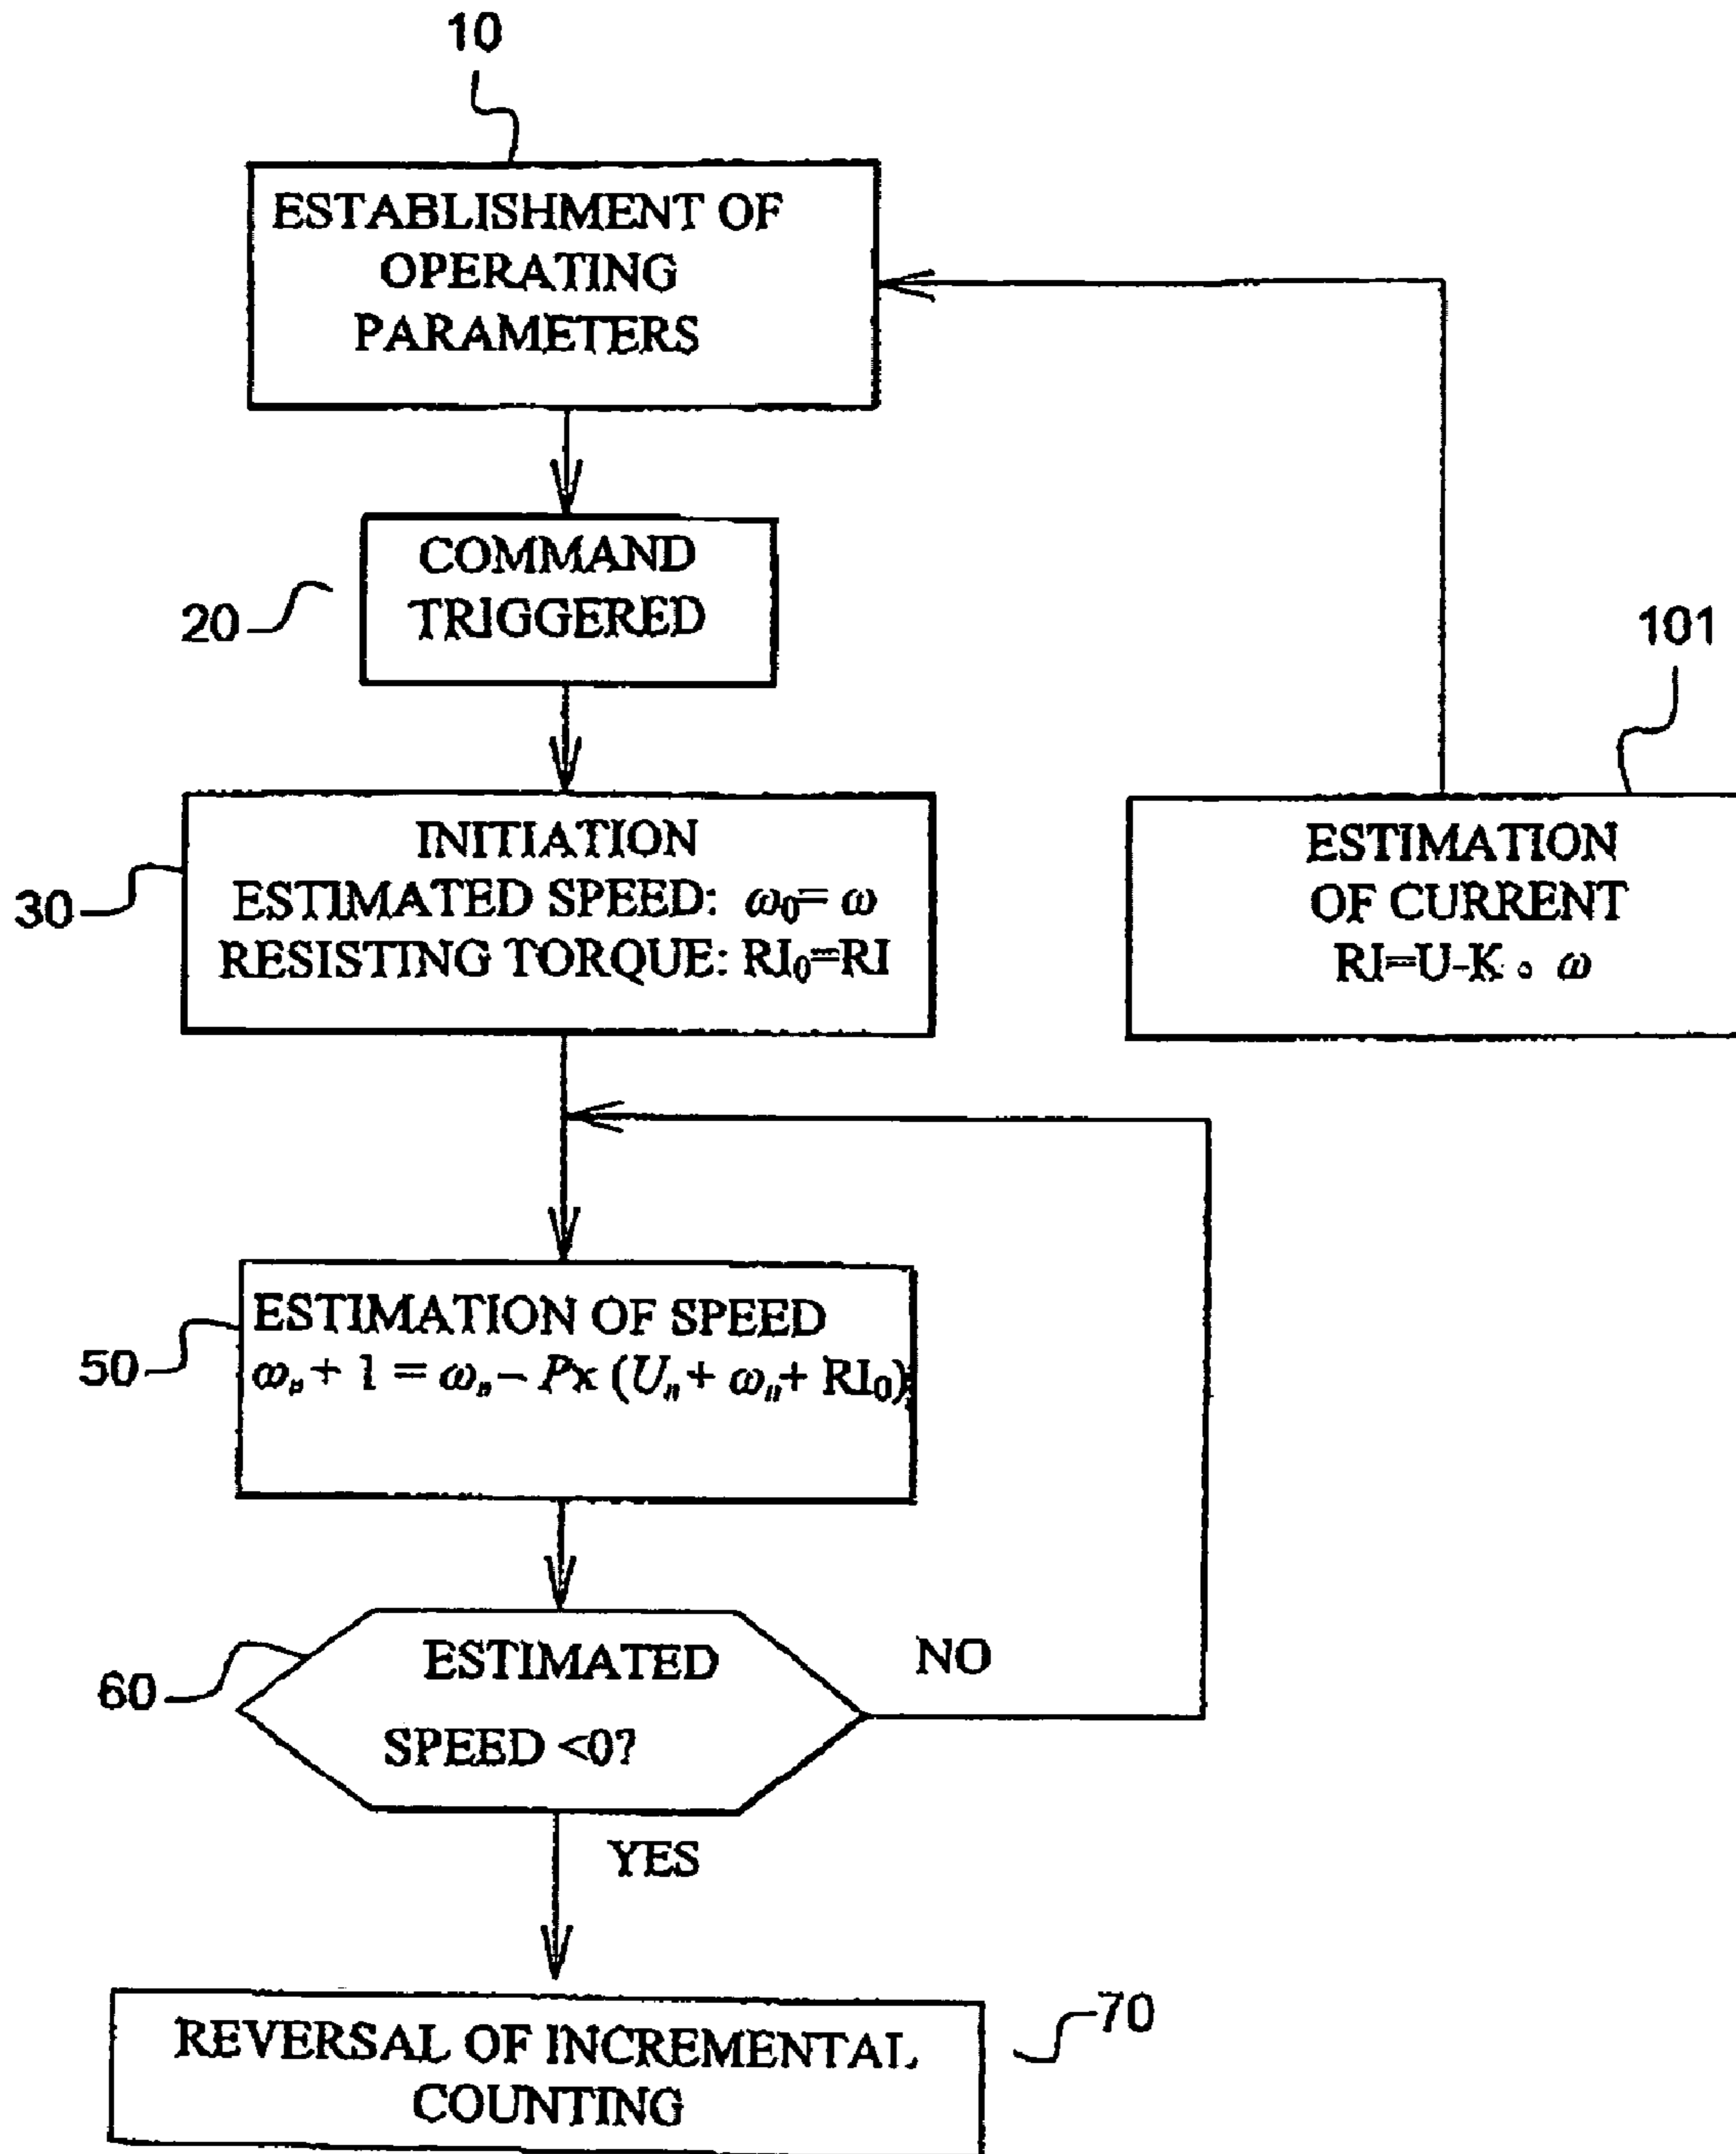 10
ESTABLISHMENT OF
OPERATING
PARAMETERS
20
COMMAND
TRIGGERED
101
30
INITIATION
ESTIMATED SPEED: ω₀= ω
RESISTING TORQUE: RI₀=RI
ESTIMATION
OF CURRENT
RI=U-K∘ω
50
ESTIMATION OF SPEED
ωₙ + 1 = ωₙ – Px (Uₙ + ωₙ + RI₀)
60
ESTIMATED
SPEED <0?
NO
YES
70
REVERSAL OF INCREMENTAL
COUNTING